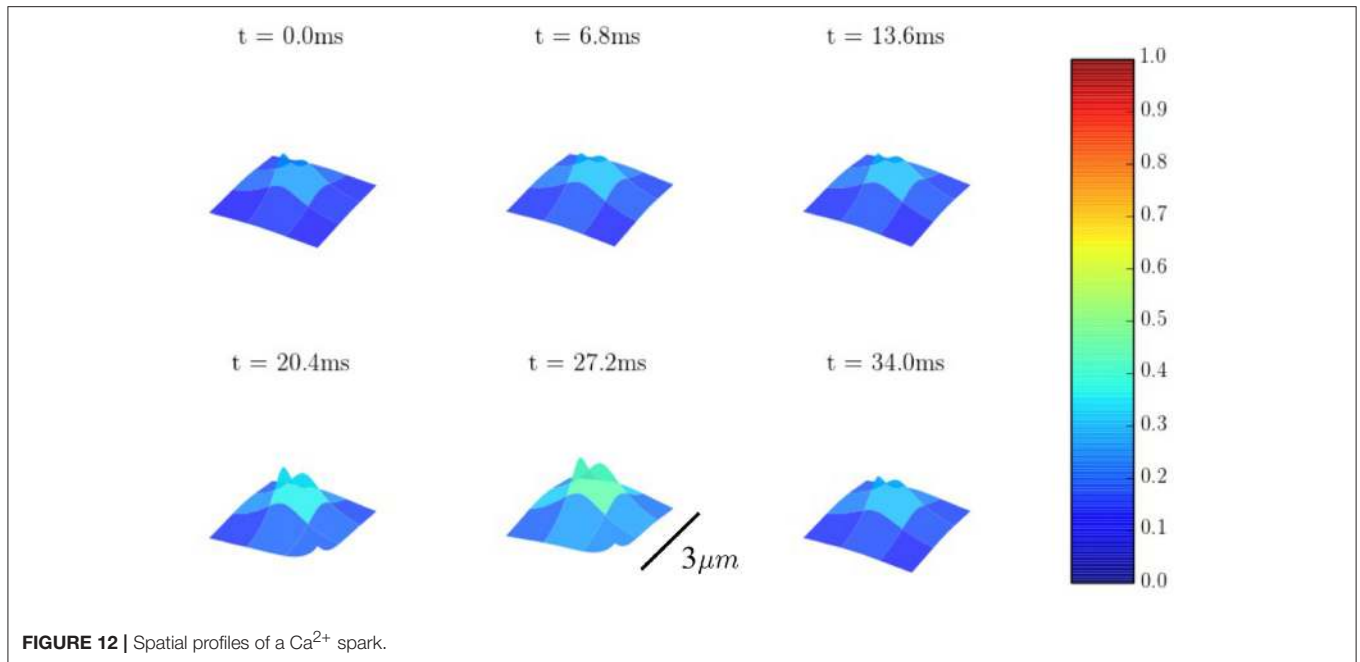 t = 0.0ms
t = 6.8ms
t = 13.6ms
1.0
0.9
0.8
0.7
0.6
0.5
0.4
0.3
0.2
0.1
0.0
t = 20.4ms
t = 27.2ms
t = 34.0ms
3μm
FIGURE 12 | Spatial profiles of a Ca²⁺ spark.